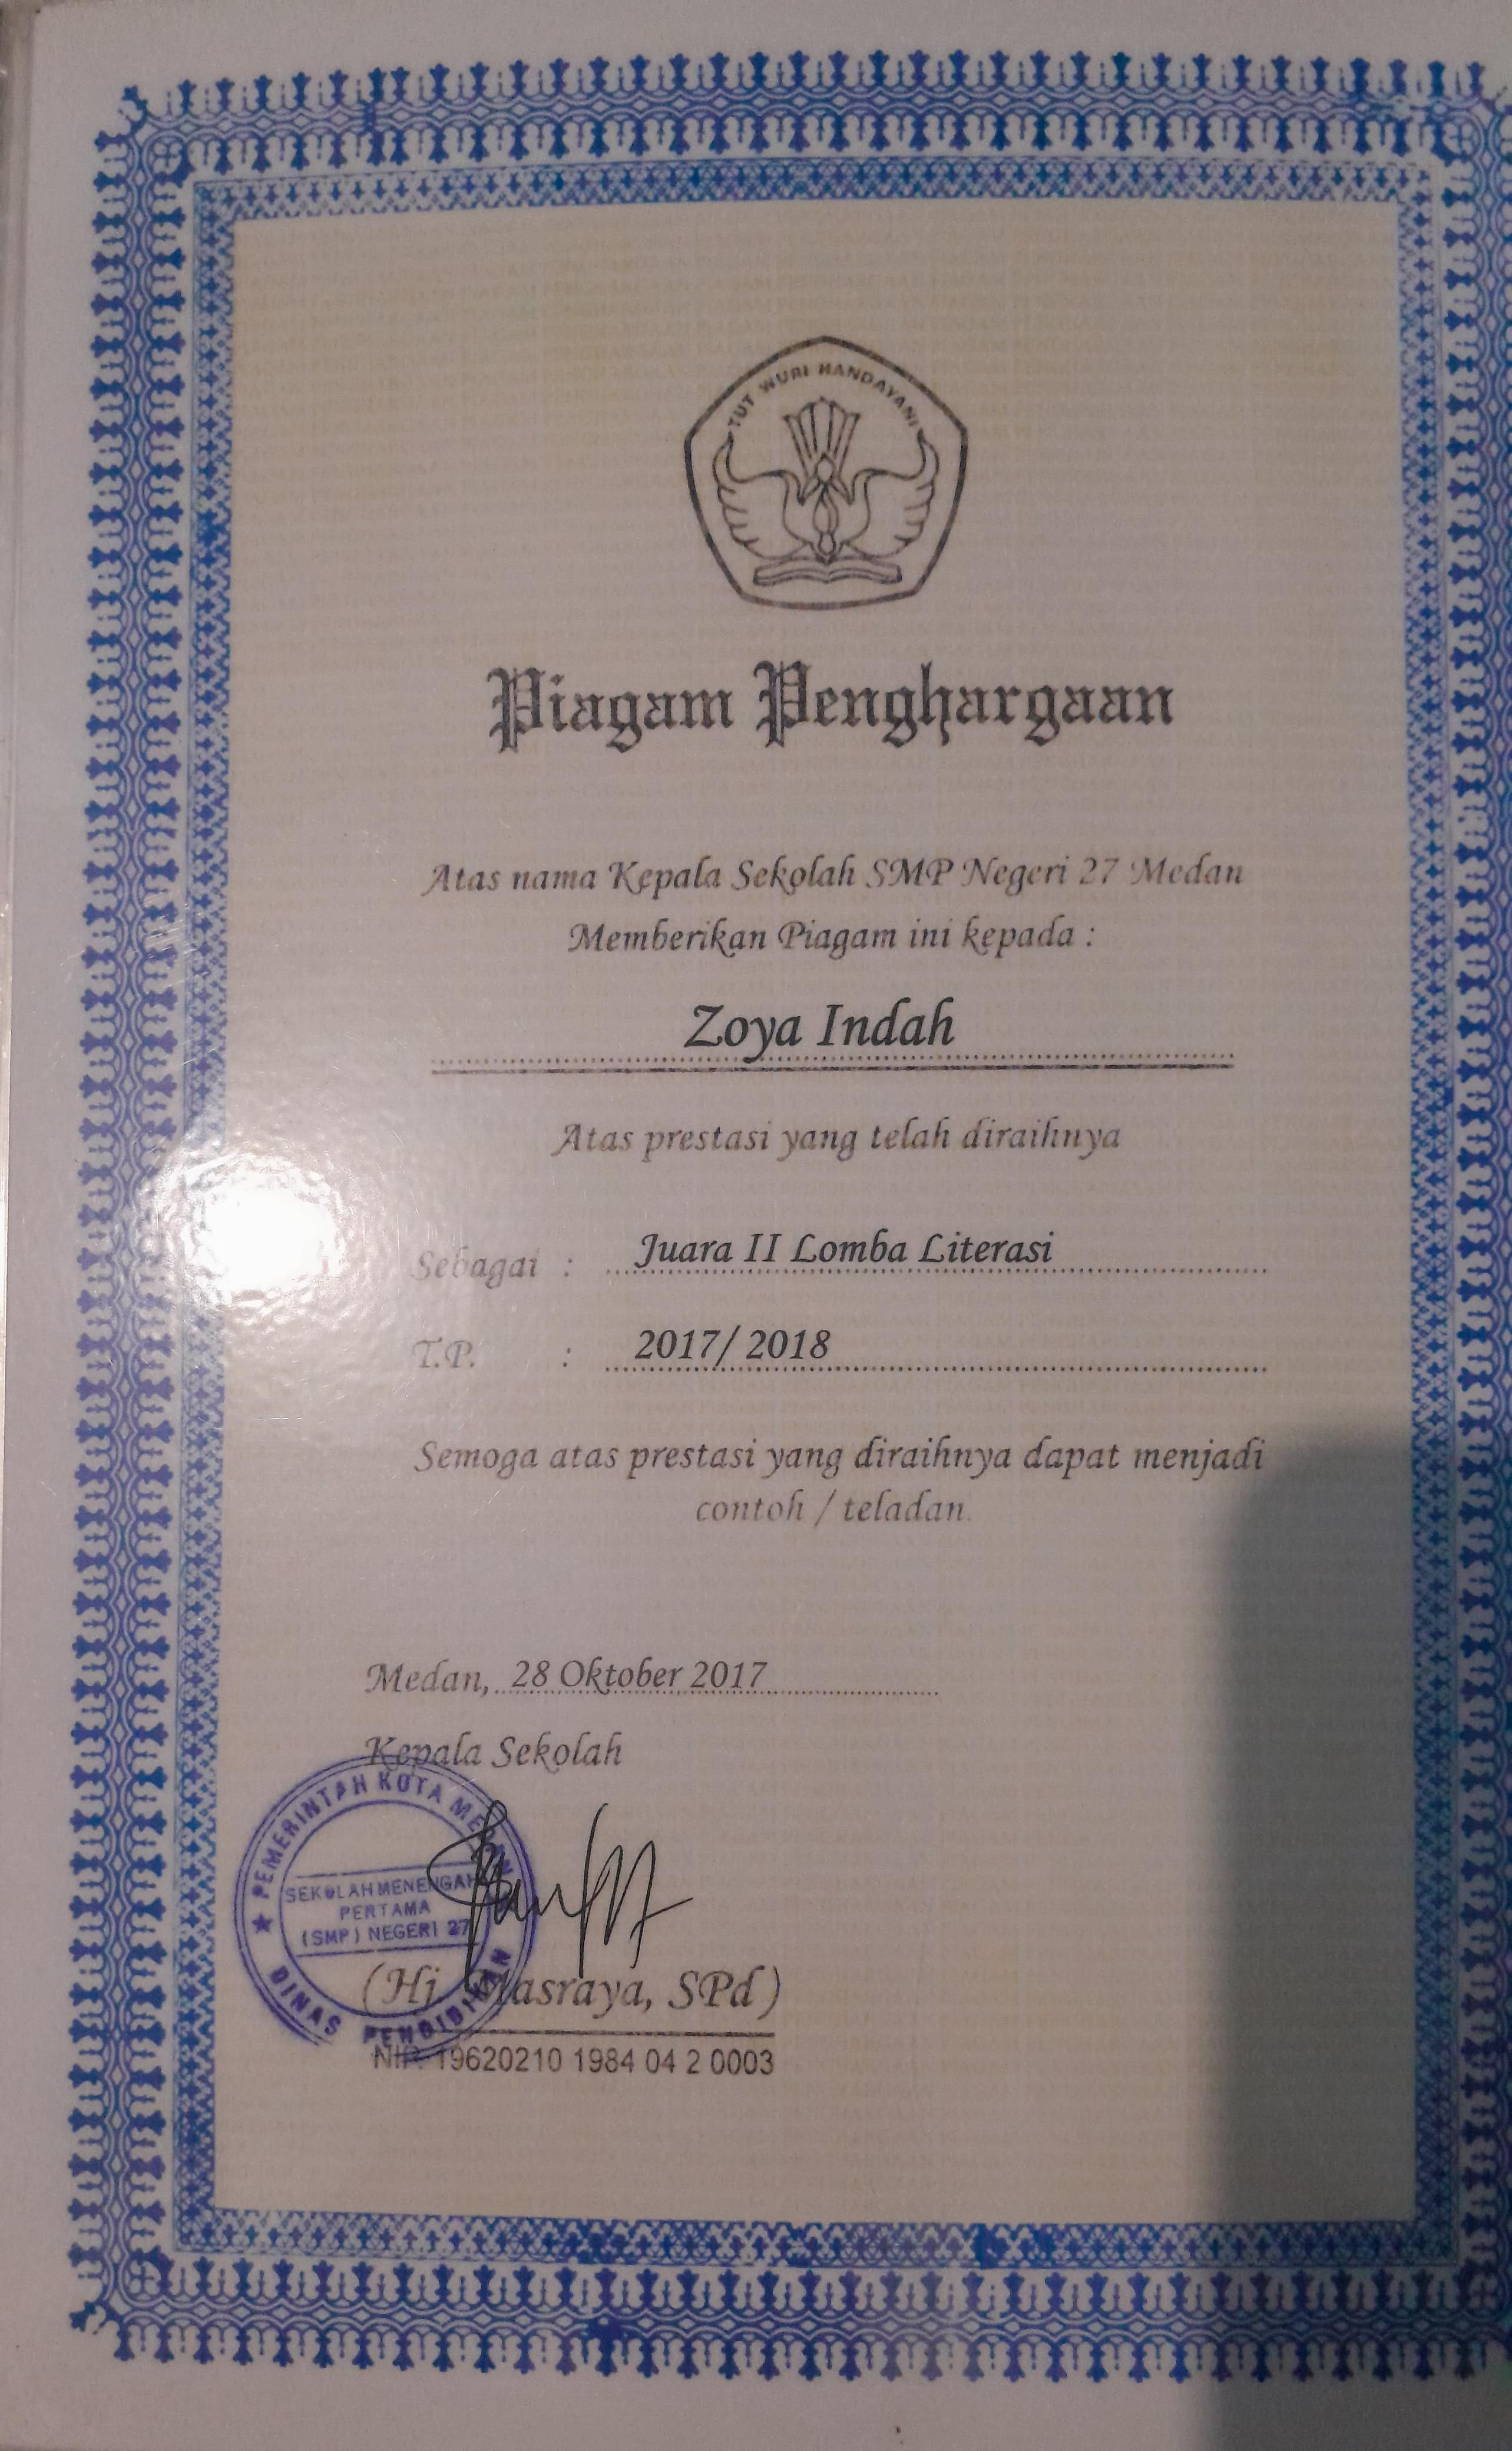 TUT WURI HANDAYANI
Piagam Penghargaan
Atas nama Kepala Sekolah SMP Negeri 27 Medan
Memberikan Piagam ini kepada :
Zoya Indah
Atas prestasi yang telah diraihnya
Sebagai : Juara II Lomba Literasi
T.P. : 2017/ 2018
Semoga atas prestasi yang diraihnya dapat menjadi
contoh / teladan.
Medan, 28 Oktober 2017
Kepala Sekolah
PEMERINTAH KOTA MEDAN
SEKOLAH MENENGAH
PERTAMA
(SMP) NEGERI 27
DINAS PENDIDIKAN
(Hj. Masraya, SPd)
NIP. 19620210 1984 04 2 0003